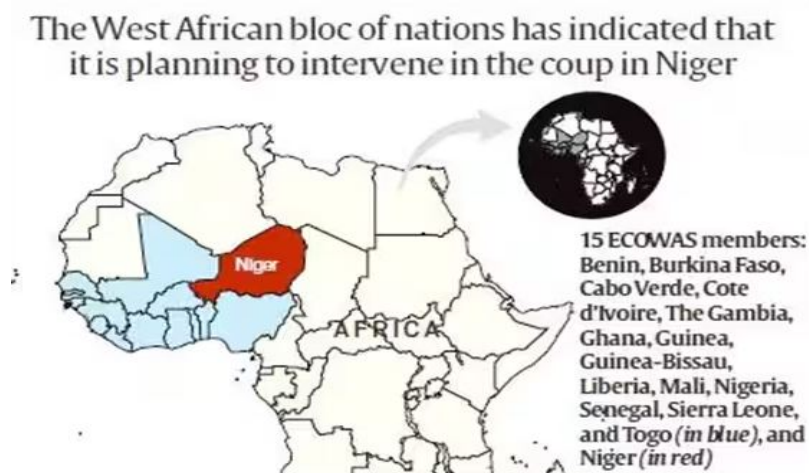 The West African bloc of nations has indicated that
it is planning to intervene in the coup in Niger
Niger
AFRICA
15 ECOWAS members:
Benin, Burkina Faso,
Cabo Verde, Cote
d'Ivoire, The Gambia,
Ghana, Guinea,
Guinea-Bissau,
Liberia, Mali, Nigeria,
Senegal, Sierra Leone,
and Togo (in blue), and
Niger (in red)